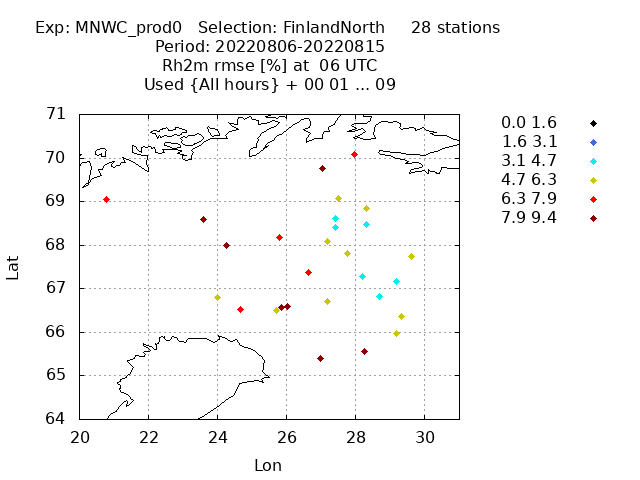 Exp: MNWC_prod0   Selection: FinlandNorth     28 stations
Period: 20220806-20220815
Rh2m rmse [%] at  06 UTC
Used {All hours} + 00 01 ... 09
71
70
69
68
67
66
65
64
Lat
20 22 24 26 28 30
Lon
0.0 1.6
1.6 3.1
3.1 4.7
4.7 6.3
6.3 7.9
7.9 9.4